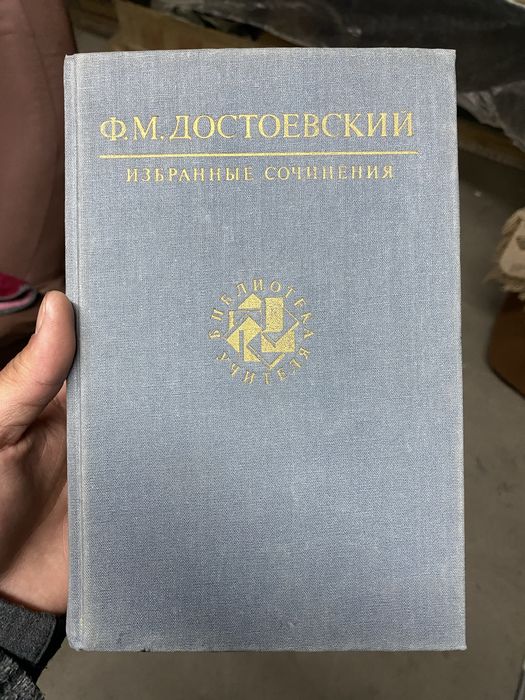 Ф.М.ДОСТОЕВСКИЙ
ИЗБРАННЫЕ СОЧИНЕНИЯ
БИБЛИОТЕКА
УЧИТЕЛЯ